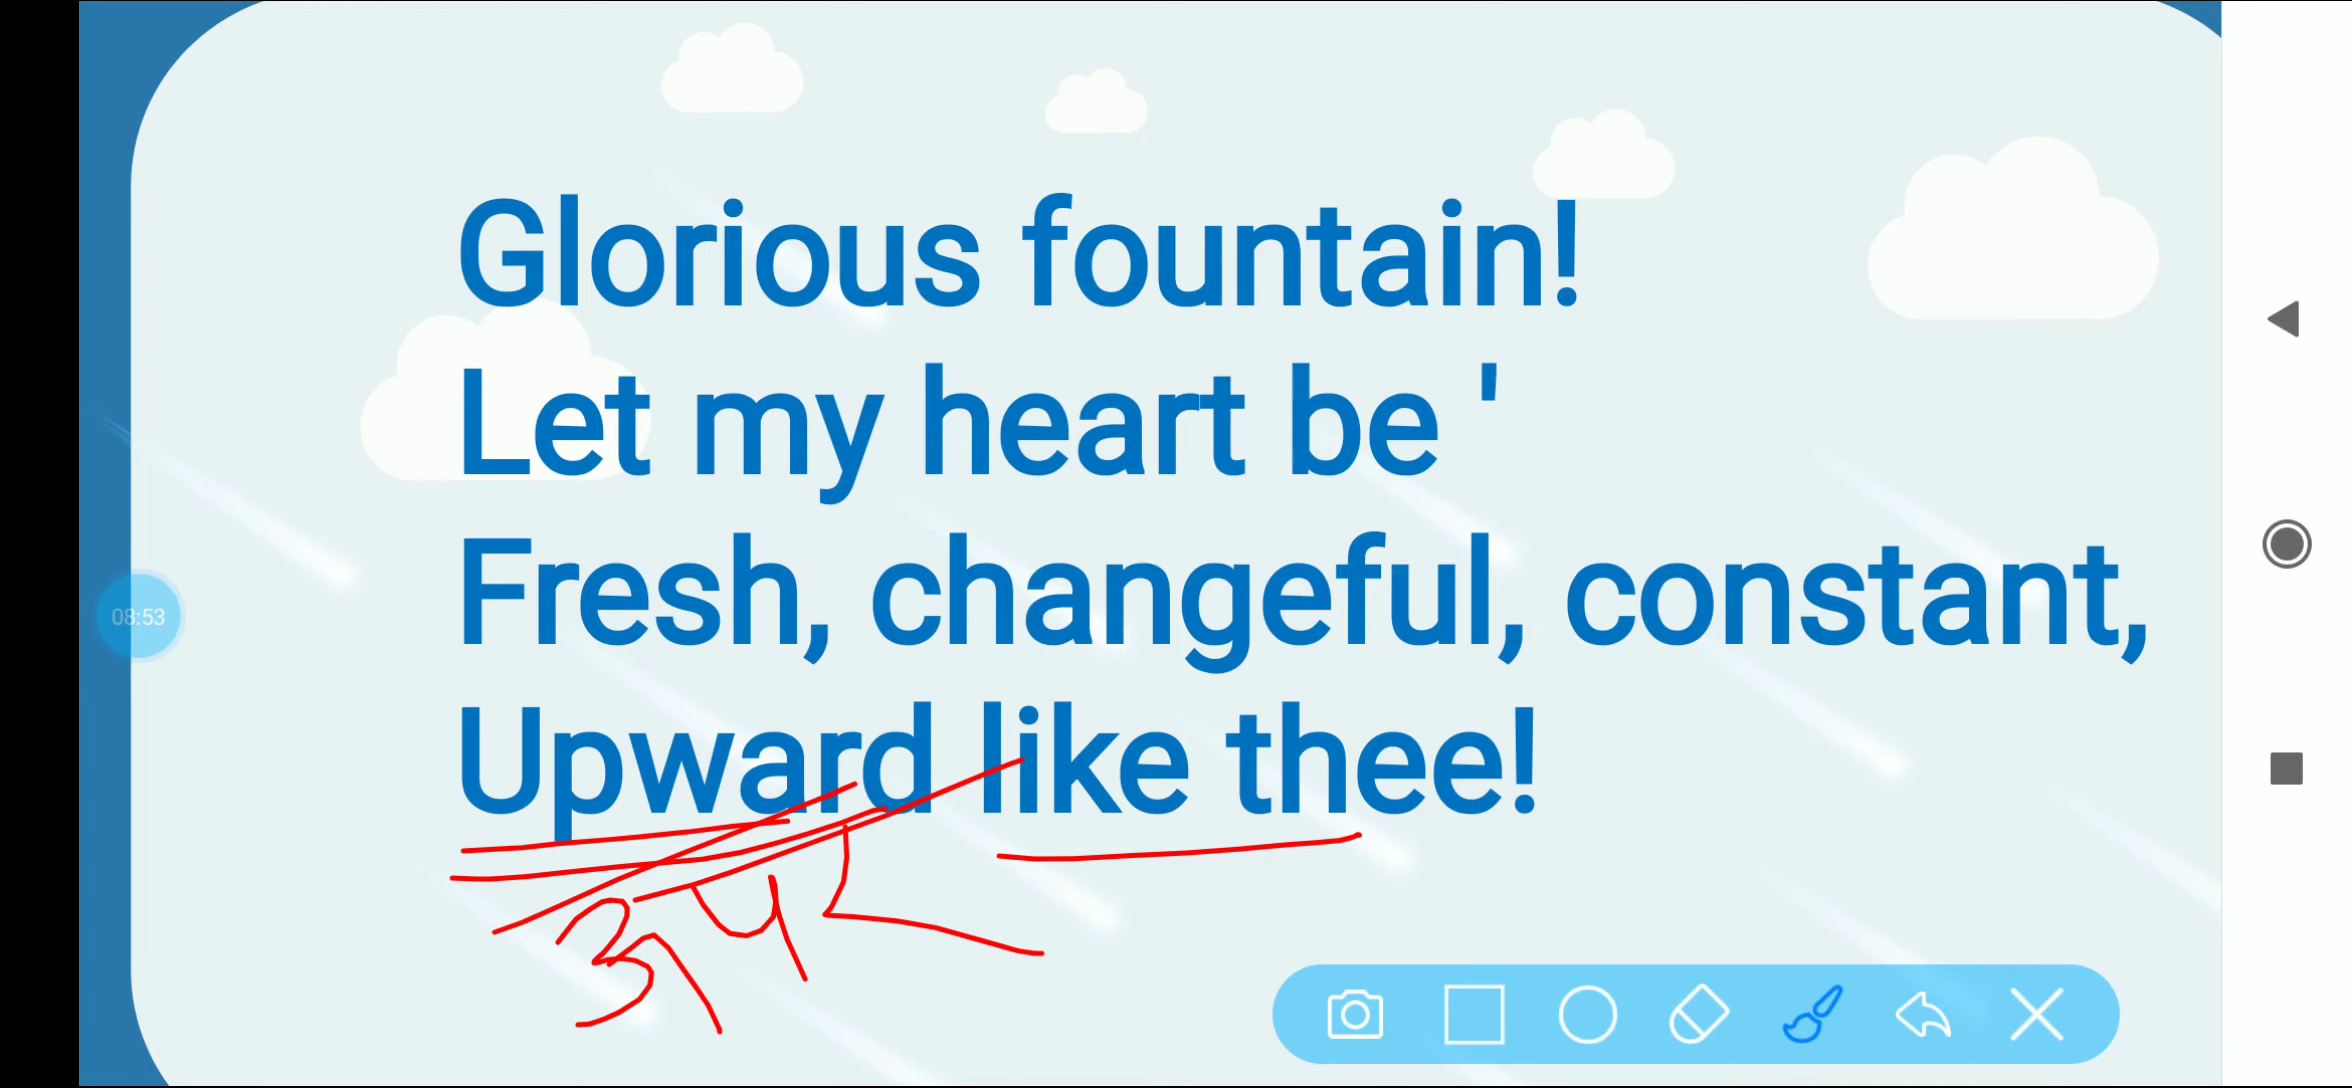 Glorious fountain!
Let my heart be '
Fresh, changeful, constant,
Upward like thee!
08:53